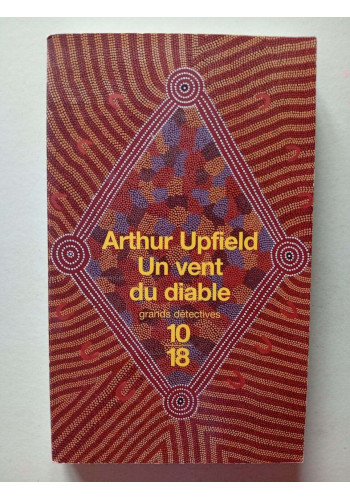 Arthur Upfield
Un vent
du diable
grands détectives
10
18